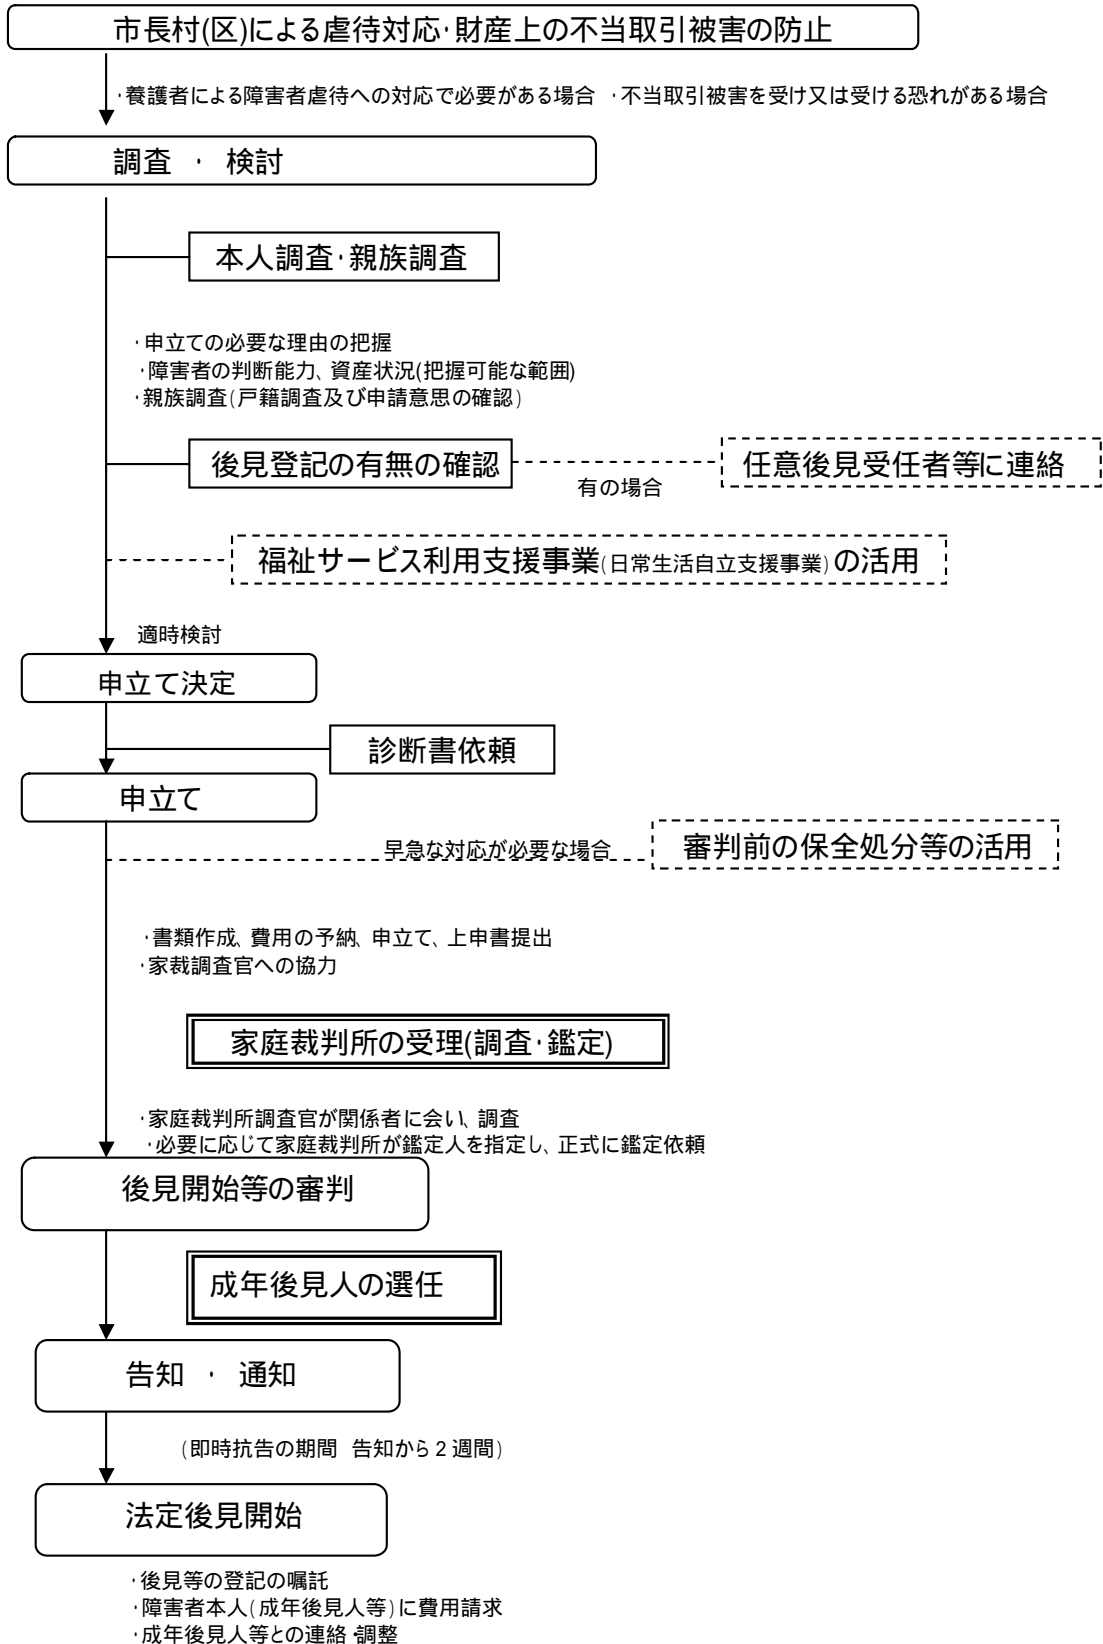 市長村(区)による虐待対応･財産上の不当取引被害の防止
･養護者による障害者虐待への対応で必要がある場合 ･不当取引被害を受け又は受ける恐れがある場合
調査 ･ 検討
本人調査･親族調査
･申立ての必要な理由の把握
･障害者の判断能力、資産状況(把握可能な範囲)
･親族調査(戸籍調査及び申請意思の確認)
後見登記の有無の確認
任意後見受任者等に連絡
有の場合
福祉サービス利用支援事業(日常生活自立支援事業)の活用
適時検討
申立て決定
診断書依頼
申立て
早急な対応が必要な場合
審判前の保全処分等の活用
･書類作成、費用の予納、申立て、上申書提出
･家裁調査官への協力
家庭裁判所の受理(調査･鑑定)
･家庭裁判所調査官が関係者に会い、調査
･必要に応じて家庭裁判所が鑑定人を指定し、正式に鑑定依頼
後見開始等の審判
成年後見人の選任
告知 ･ 通知
(即時抗告の期間 告知から2週間)
法定後見開始
･後見等の登記の嘱託
･障害者本人(成年後見人等)に費用請求
･成年後見人等との連絡･調整